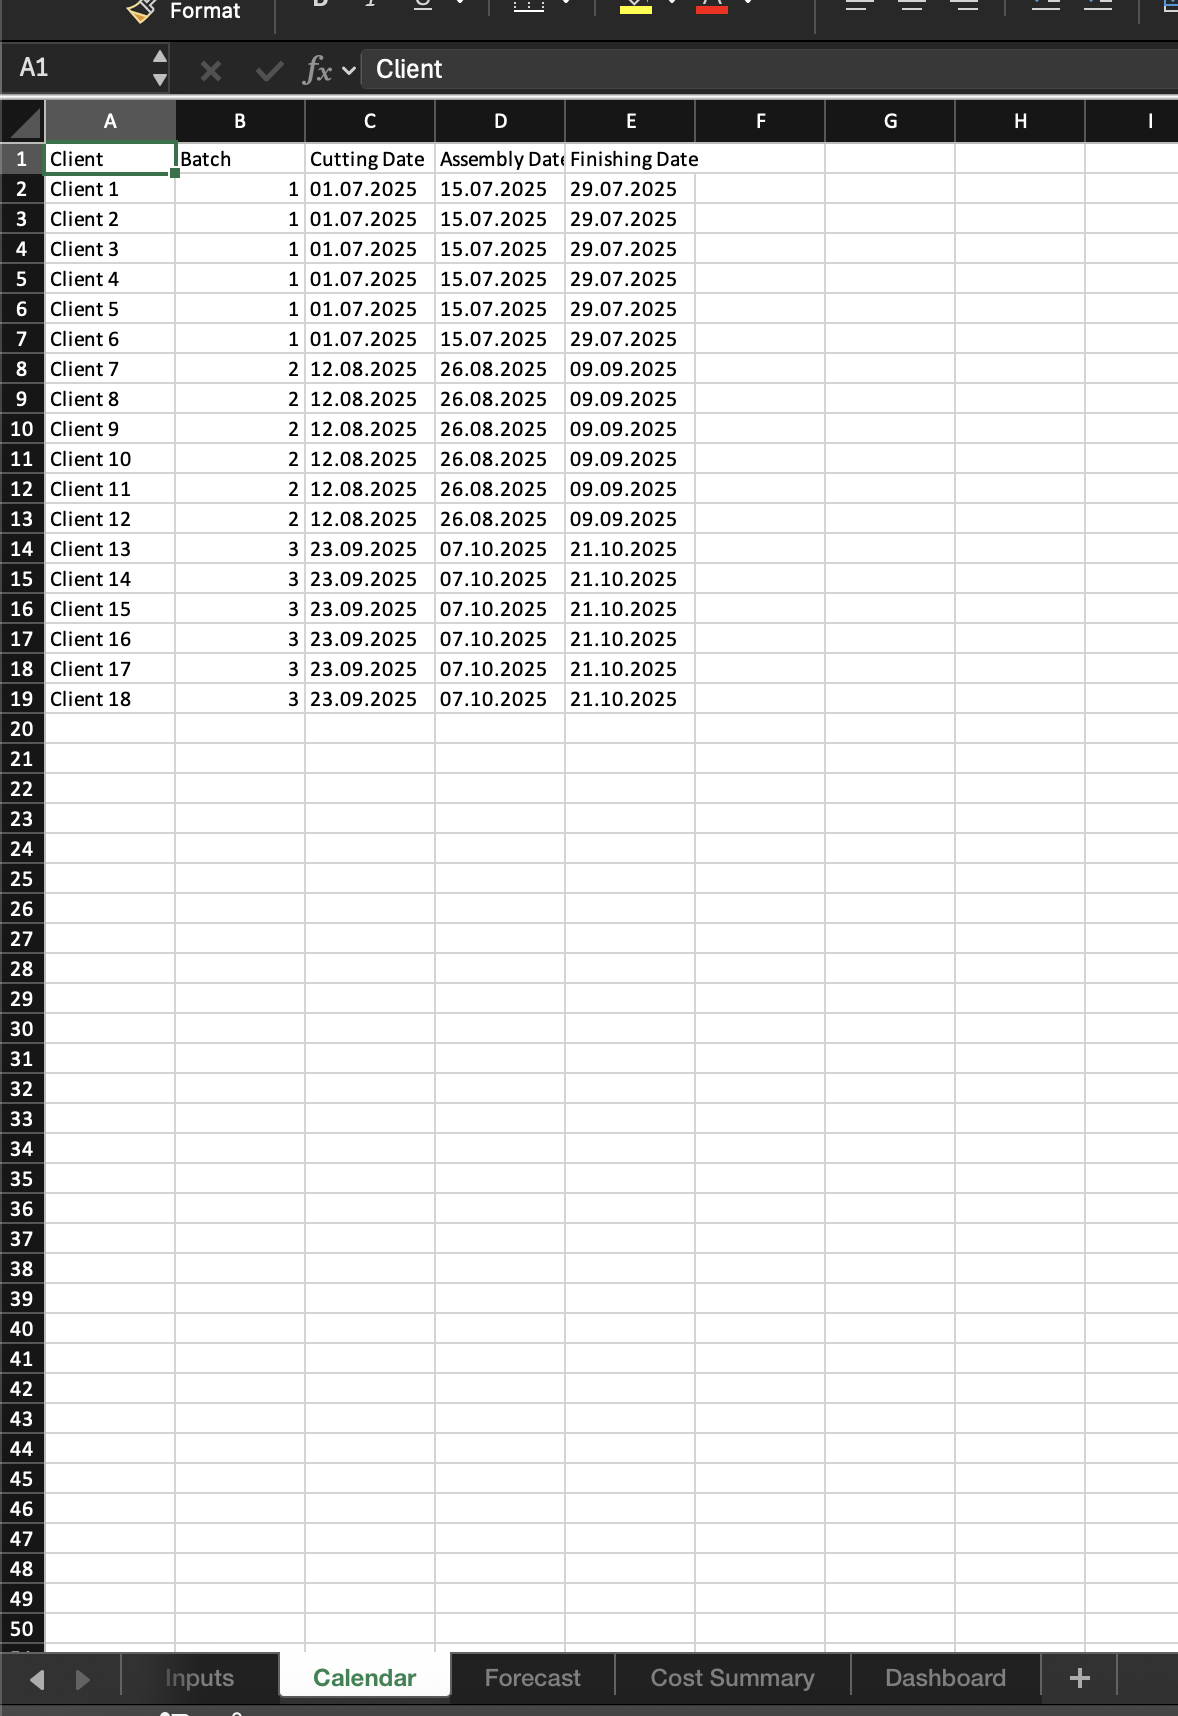 Format
A1 fx Client
A B C D E F G H I
1 Client Batch Cutting Date Assembly Date Finishing Date
2 Client 1 1 01.07.2025 15.07.2025 29.07.2025
3 Client 2 1 01.07.2025 15.07.2025 29.07.2025
4 Client 3 1 01.07.2025 15.07.2025 29.07.2025
5 Client 4 1 01.07.2025 15.07.2025 29.07.2025
6 Client 5 1 01.07.2025 15.07.2025 29.07.2025
7 Client 6 1 01.07.2025 15.07.2025 29.07.2025
8 Client 7 2 12.08.2025 26.08.2025 09.09.2025
9 Client 8 2 12.08.2025 26.08.2025 09.09.2025
10 Client 9 2 12.08.2025 26.08.2025 09.09.2025
11 Client 10 2 12.08.2025 26.08.2025 09.09.2025
12 Client 11 2 12.08.2025 26.08.2025 09.09.2025
13 Client 12 2 12.08.2025 26.08.2025 09.09.2025
14 Client 13 3 23.09.2025 07.10.2025 21.10.2025
15 Client 14 3 23.09.2025 07.10.2025 21.10.2025
16 Client 15 3 23.09.2025 07.10.2025 21.10.2025
17 Client 16 3 23.09.2025 07.10.2025 21.10.2025
18 Client 17 3 23.09.2025 07.10.2025 21.10.2025
19 Client 18 3 23.09.2025 07.10.2025 21.10.2025
20
21
22
23
24
25
26
27
28
29
30
31
32
33
34
35
36
37
38
39
40
41
42
43
44
45
46
47
48
49
50
Inputs Calendar Forecast Cost Summary Dashboard +